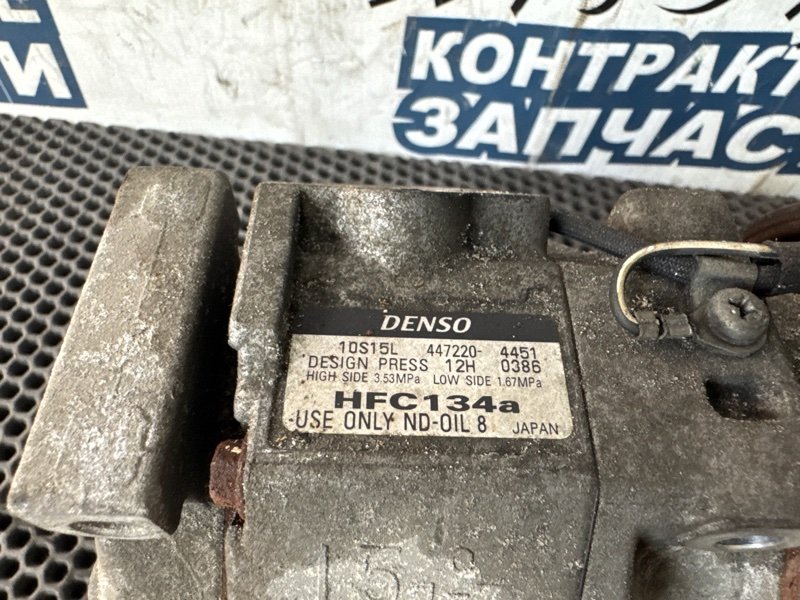 КОНТРАКТ
ЗАПЧАС
DENSO
10S15L 447220- 4451
DESIGN PRESS 12H 0386
HIGH SIDE 3.53MPa LOW SIDE 1.67MPa
HFC134a
USE ONLY ND-OIL 8 JAPAN
15